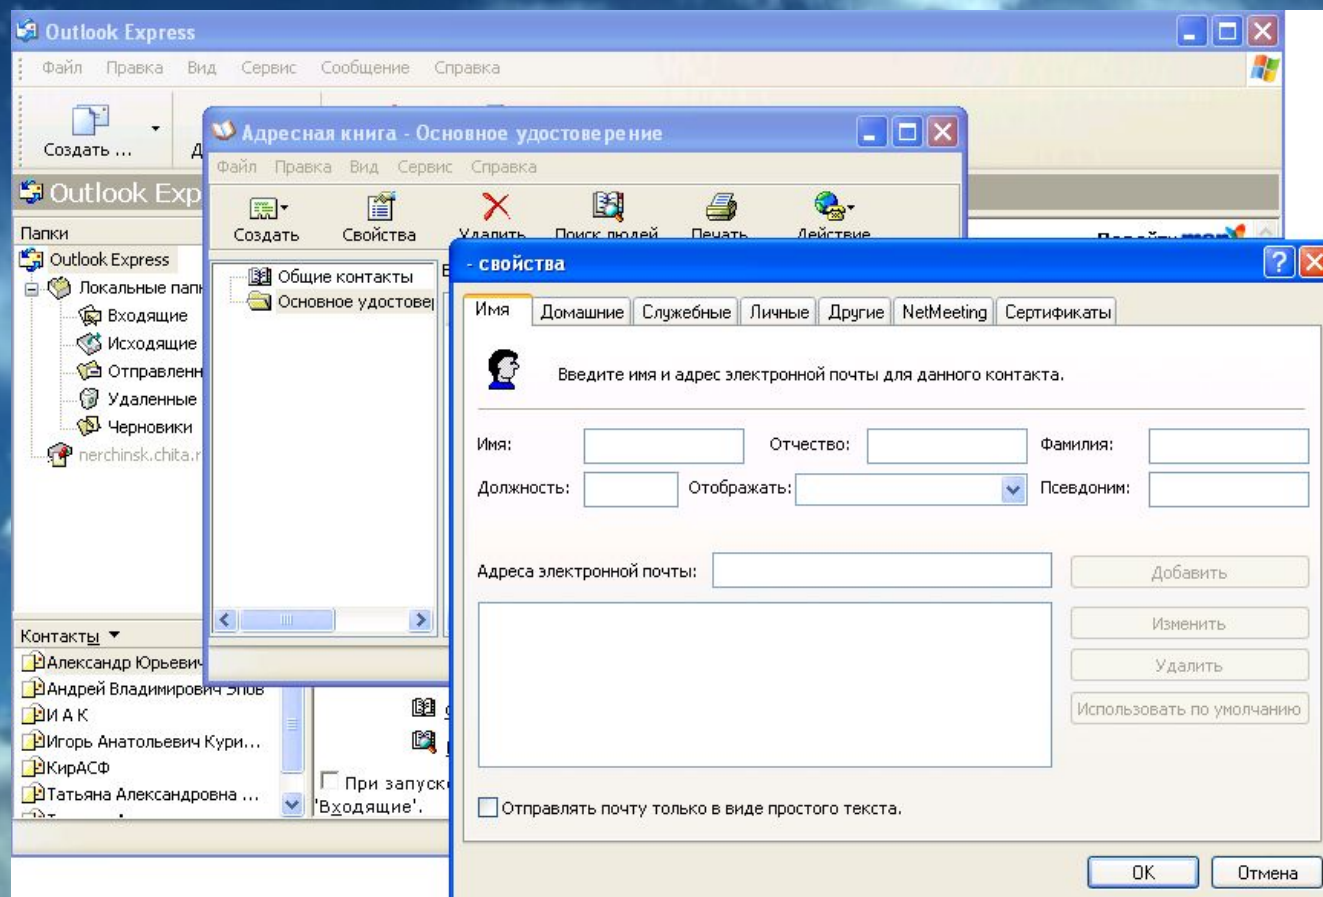 Outlook Express
Файл Правка Вид Сервис Сообщение Справка
Создать ...
Outlook Exp
Папки
Outlook Express
Локальные пап
Входящие
Исходящие
Отправленн
Удаленные
Черновики
nerchinsk.chita.r
Контакты
Александр Юрьевич
Андрей Владимирович Эпов
И А К
Игорь Анатольевич Кури...
КирАСФ
Татьяна Александровна ...
При запуск
'Входящие'.
Адресная книга - Основное удостоверение
Файл Правка Вид Сервис Справка
Создать Свойства Удалить Поиск людей Печать Действие
Общие контакты
Основное удостовер
- свойства
Имя Домашние Служебные Личные Другие NetMeeting Сертификаты
Введите имя и адрес электронной почты для данного контакта.
Имя: Отчество: Фамилия:
Должность: Отображать: Псевдоним:
Адреса электронной почты: Добавить
Изменить
Удалить
Использовать по умолчанию
Отправлять почту только в виде простого текста.
OK Отмена